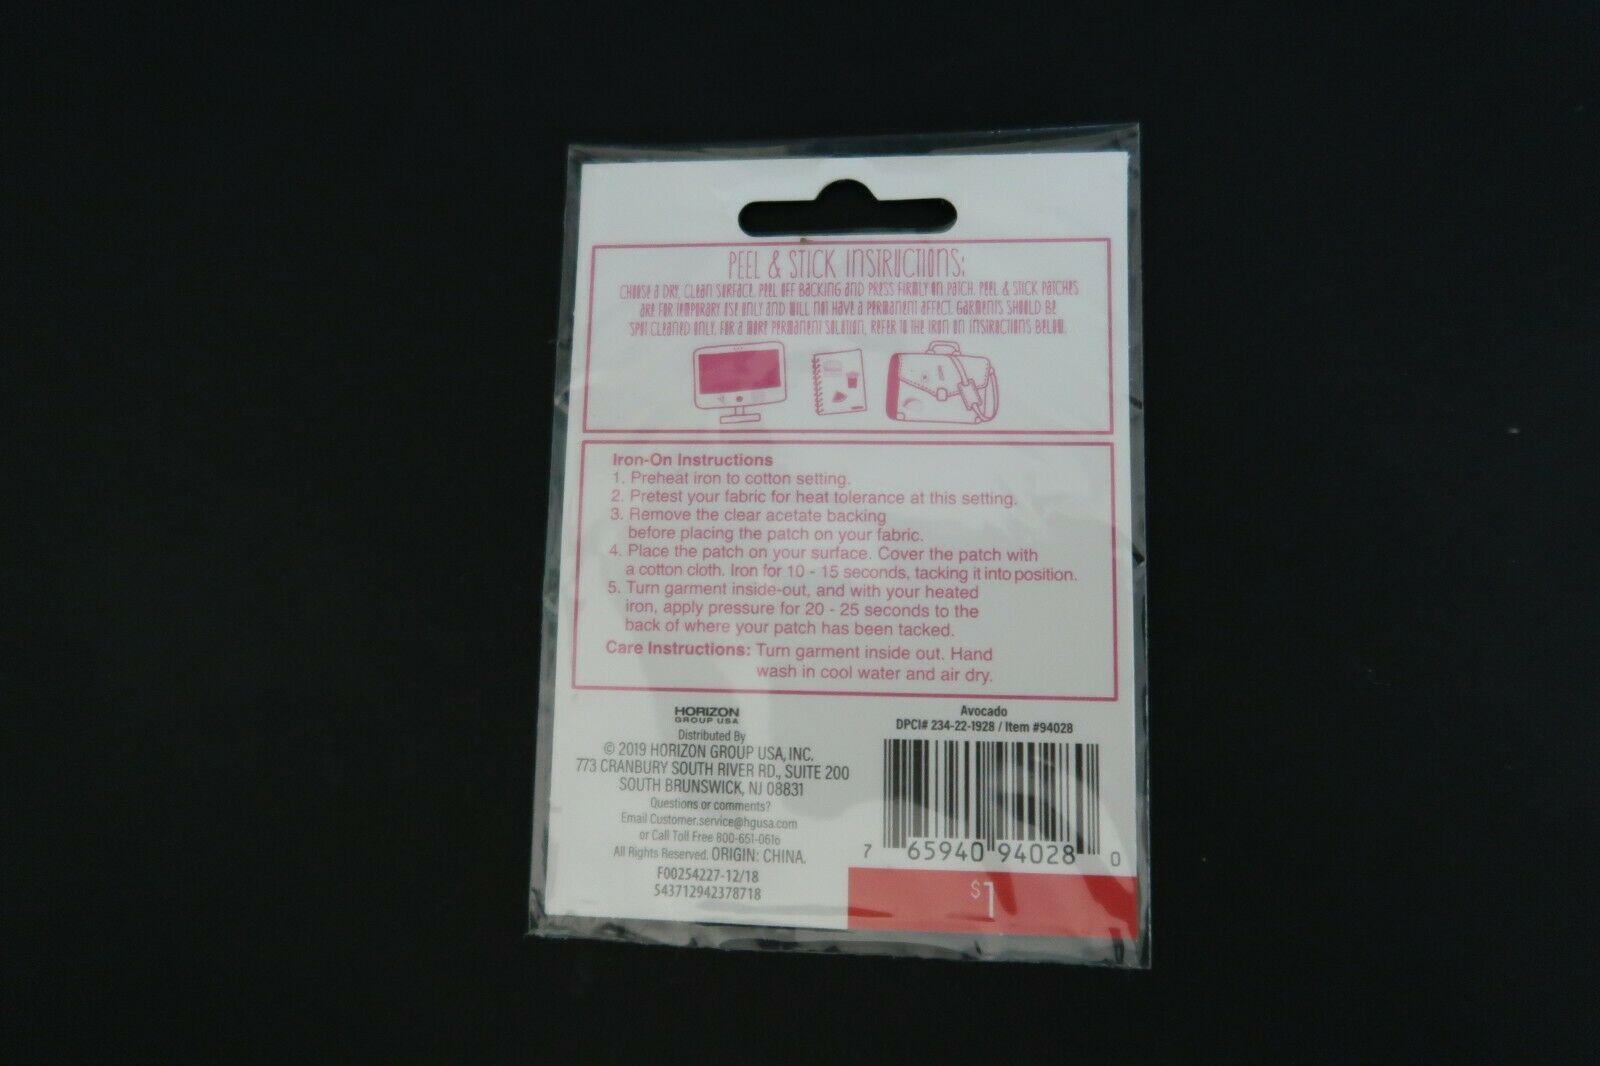 PEEL & STICK INSTRUCTIONS:
CHOOSE A DRY, CLEAN SURFACE. PEEL OFF BACKING AND PRESS FIRMLY ON PATCH. PEEL & STICK PATCHES
ARE FOR TEMPORARY USE ONLY AND WILL NOT HAVE A PERMANENT AFFECT. GARMENTS SHOULD BE
SPOT CLEANED ONLY. FOR A MORE PERMANENT SOLUTION, REFER TO THE IRON ON INSTRUCTIONS BELOW.
Iron-On Instructions
1. Preheat iron to cotton setting.
2. Pretest your fabric for heat tolerance at this setting.
3. Remove the clear acetate backing
before placing the patch on your fabric.
4. Place the patch on your surface. Cover the patch with
a cotton cloth. Iron for 10 - 15 seconds, tacking it into position.
5. Turn garment inside-out, and with your heated
iron, apply pressure for 20 - 25 seconds to the
back of where your patch has been tacked.
Care Instructions: Turn garment inside out. Hand
wash in cool water and air dry.
HORIZON
GROUP USA
Distributed By
© 2019 HORIZON GROUP USA, INC.
773 CRANBURY SOUTH RIVER RD., SUITE 200
SOUTH BRUNSWICK, NJ 08831
Questions or comments?
Email Customer.service@hgusa.com
or Call Toll Free 800-651-0616
All Rights Reserved. ORIGIN: CHINA.
F00254227-12/18
543712942378718
Avocado
DPCI# 234-22-1928 / Item #94028
7 65940 94028 0
$1